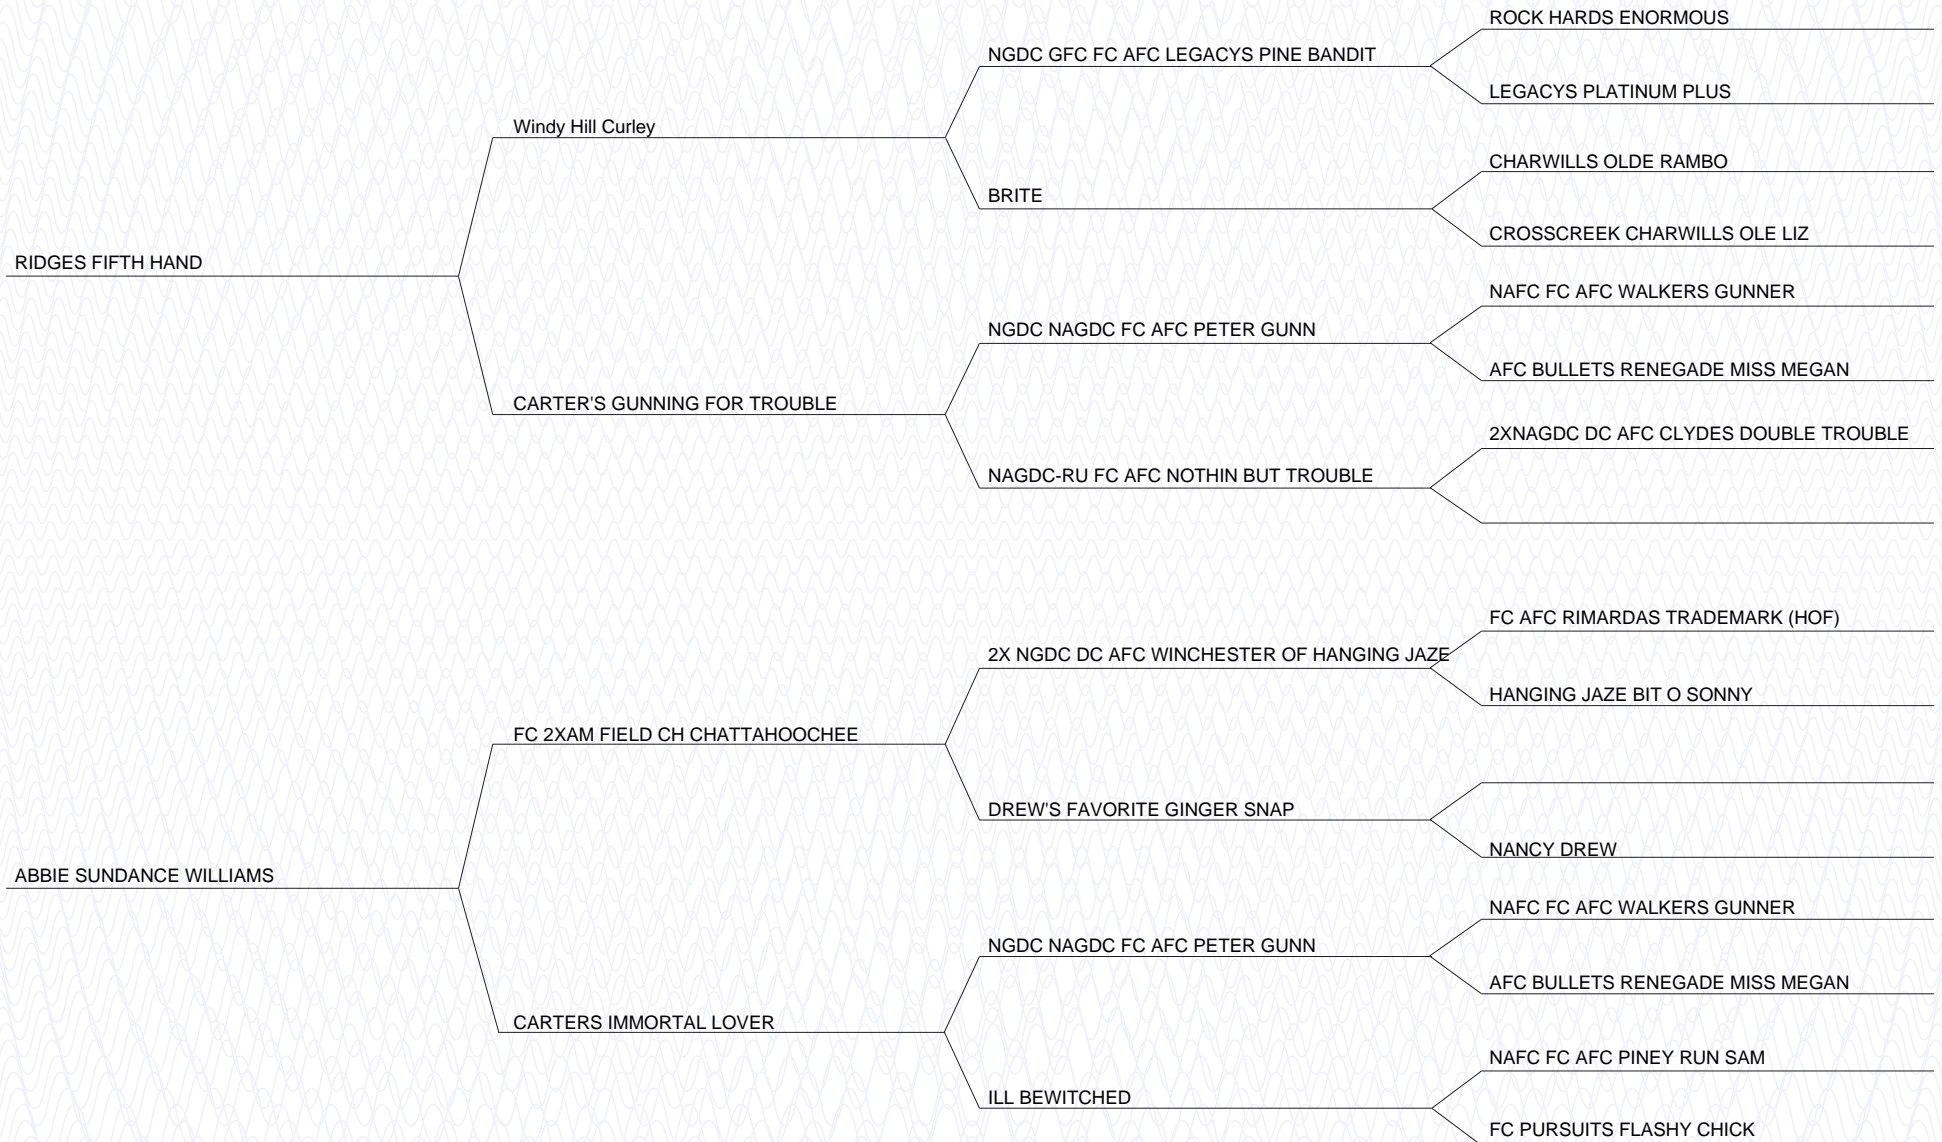 ROCK HARDS ENORMOUS
NGDC GFC FC AFC LEGACYS PINE BANDIT
LEGACYS PLATINUM PLUS
Windy Hill Curley
CHARWILLS OLDE RAMBO
BRITE
CROSSCREEK CHARWILLS OLE LIZ
RIDGES FIFTH HAND
NAFC FC AFC WALKERS GUNNER
NGDC NAGDC FC AFC PETER GUNN
AFC BULLETS RENEGADE MISS MEGAN
CARTER'S GUNNING FOR TROUBLE
2XNAGDC DC AFC CLYDES DOUBLE TROUBLE
NAGDC-RU FC AFC NOTHIN BUT TROUBLE
FC AFC RIMARDAS TRADEMARK (HOF)
2X NGDC DC AFC WINCHESTER OF HANGING JAZE
HANGING JAZE BIT O SONNY
FC 2XAM FIELD CH CHATTAHOOCHEE
DREW'S FAVORITE GINGER SNAP
NANCY DREW
ABBIE SUNDANCE WILLIAMS
NAFC FC AFC WALKERS GUNNER
NGDC NAGDC FC AFC PETER GUNN
AFC BULLETS RENEGADE MISS MEGAN
CARTERS IMMORTAL LOVER
NAFC FC AFC PINEY RUN SAM
ILL BEWITCHED
FC PURSUITS FLASHY CHICK